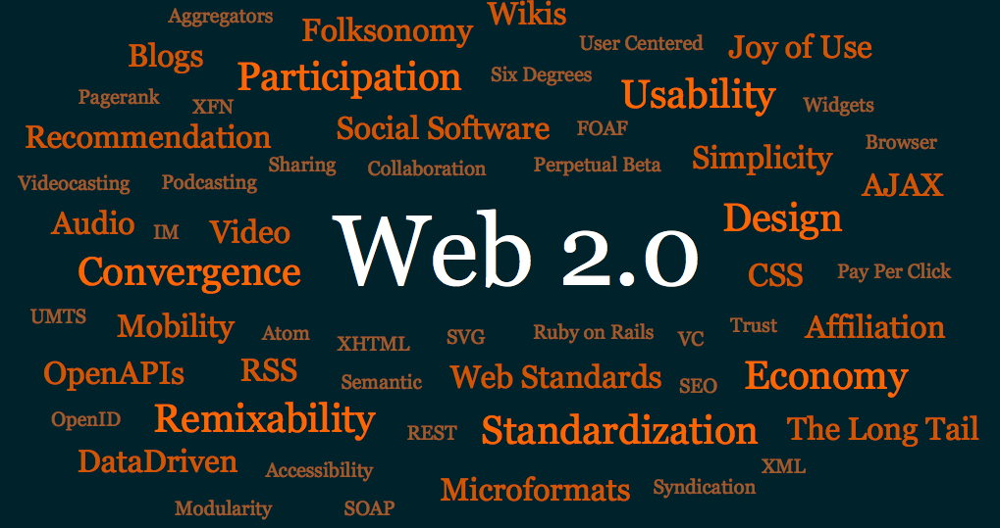 Aggregators
Wikis
Folksonomy
User Centered
Joy of Use
Blogs
Participation
Six Degrees
Usability
Pagerank
XFN
Widgets
Recommendation
Social Software
FOAF
Browser
Sharing
Collaboration
Perpetual Beta
Simplicity
Videocasting
Podcasting
AJAX
Audio
IM
Video
Web 2.0
Design
Convergence
CSS
Pay Per Click
UMTS
Mobility
Atom
XHTML
SVG
Ruby on Rails
VC
Trust
Affiliation
OpenAPIs
RSS
Semantic
Web Standards
SEO
Economy
OpenID
Remixability
REST
Standardization
The Long Tail
DataDriven
Accessibility
XML
Microformats
Syndication
Modularity
SOAP